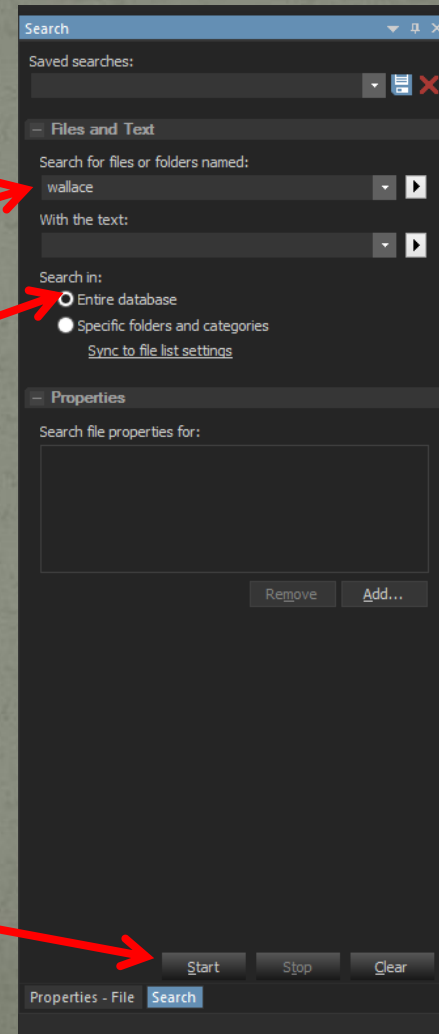 Search
Saved searches:
Files and Text
Search for files or folders named:
wallace
With the text:
Search in:
Entire database
Specific folders and categories
Sync to file list settings
Properties
Search file properties for:
Remove Add...
Start Stop Clear
Properties - File Search